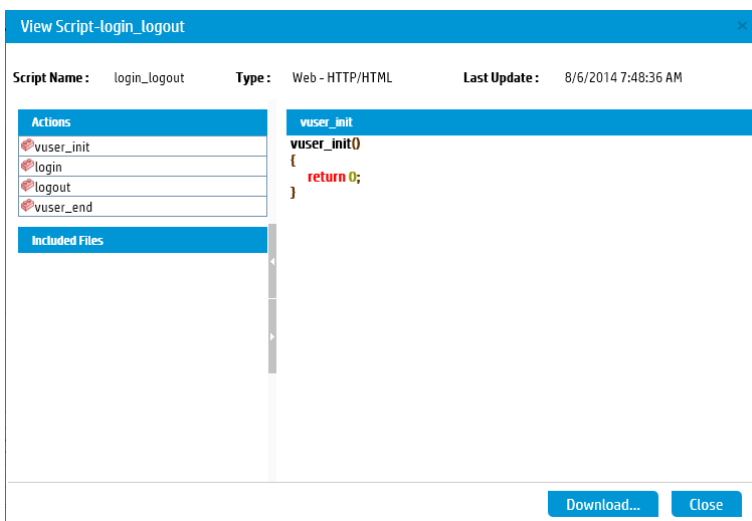 View Script-login_logout
Script Name : login_logout Type : Web - HTTP/HTML Last Update : 8/6/2014 7:48:36 AM
Actions
vuser_init
login
logout
vuser_end
Included Files
vuser_init
vuser_init()
{
return 0;
}
Download... Close